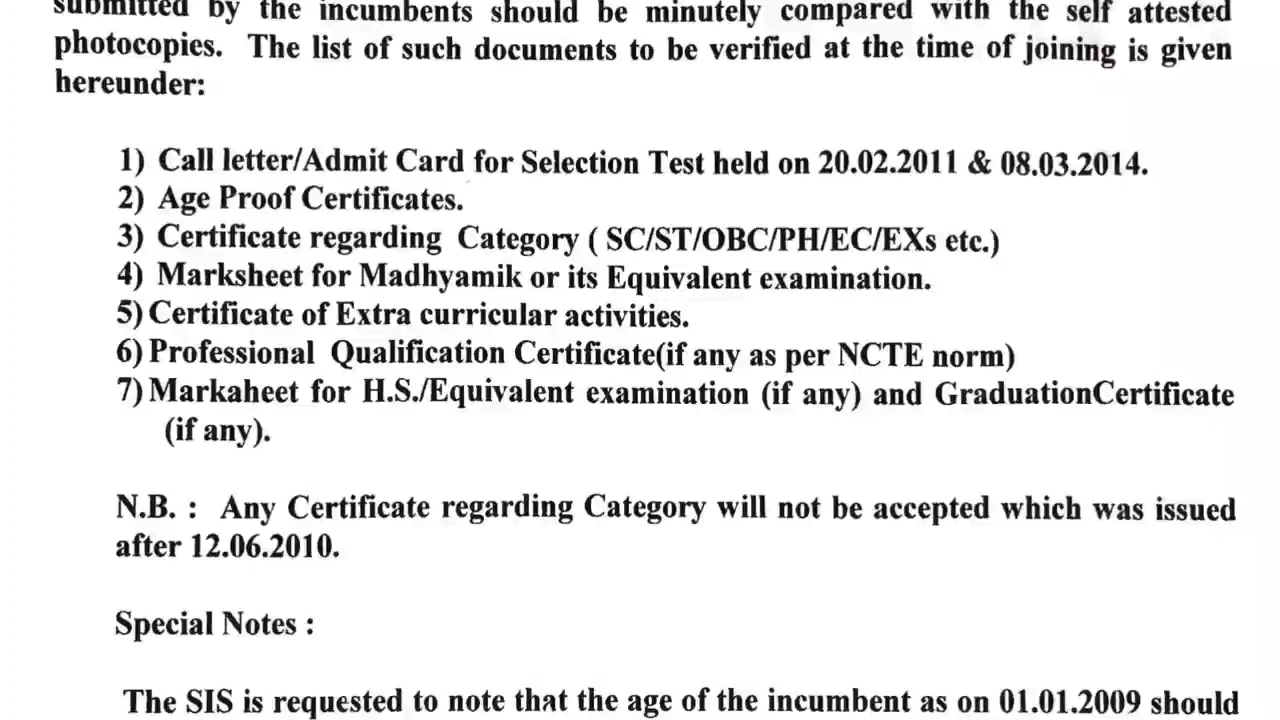 submitted by the incumbents should be minutely compared with the self attested
photocopies. The list of such documents to be verified at the time of joining is given
hereunder:
1) Call letter/Admit Card for Selection Test held on 20.02.2011 & 08.03.2014.
2) Age Proof Certificates.
3) Certificate regarding Category ( SC/ST/OBC/PH/EC/EXs etc.)
4) Marksheet for Madhyamik or its Equivalent examination.
5) Certificate of Extra curricular activities.
6) Professional Qualification Certificate(if any as per NCTE norm)
7) Markaheet for H.S./Equivalent examination (if any) and GraduationCertificate
(if any).
N.B. : Any Certificate regarding Category will not be accepted which was issued
after 12.06.2010.
Special Notes :
The SIS is requested to note that the age of the incumbent as on 01.01.2009 should